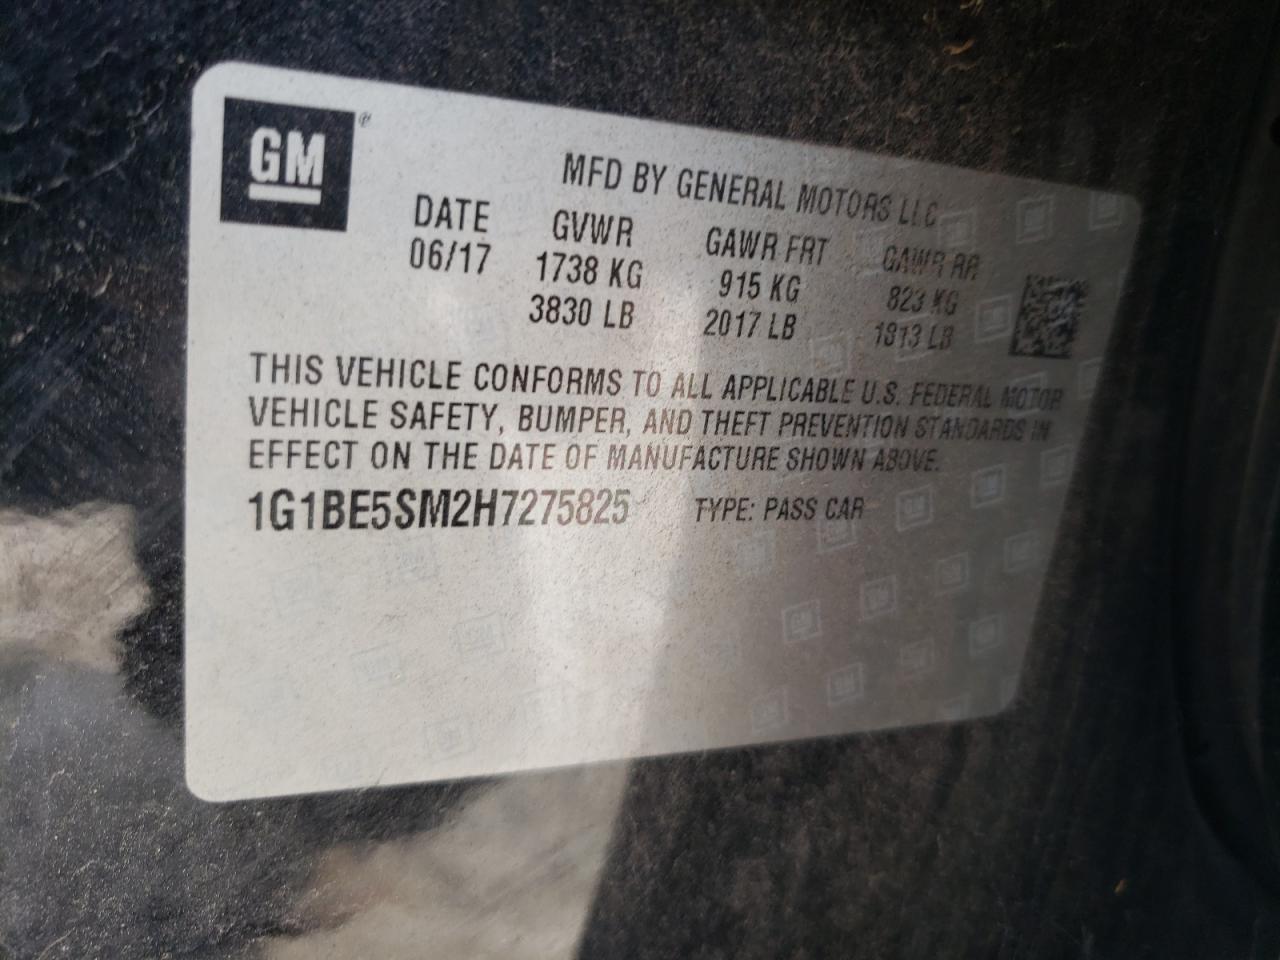 GM
MFD BY GENERAL MOTORS LLC
DATE GVWR GAWR FRT GAWR RR
06/17 1738 KG 915 KG 823 KG
3830 LB 2017 LB 1813 LB
THIS VEHICLE CONFORMS TO ALL APPLICABLE U.S. FEDERAL MOTOR
VEHICLE SAFETY, BUMPER, AND THEFT PREVENTION STANDARDS IN
EFFECT ON THE DATE OF MANUFACTURE SHOWN ABOVE.
1G1BE5SM2H7275825 TYPE: PASS CAR